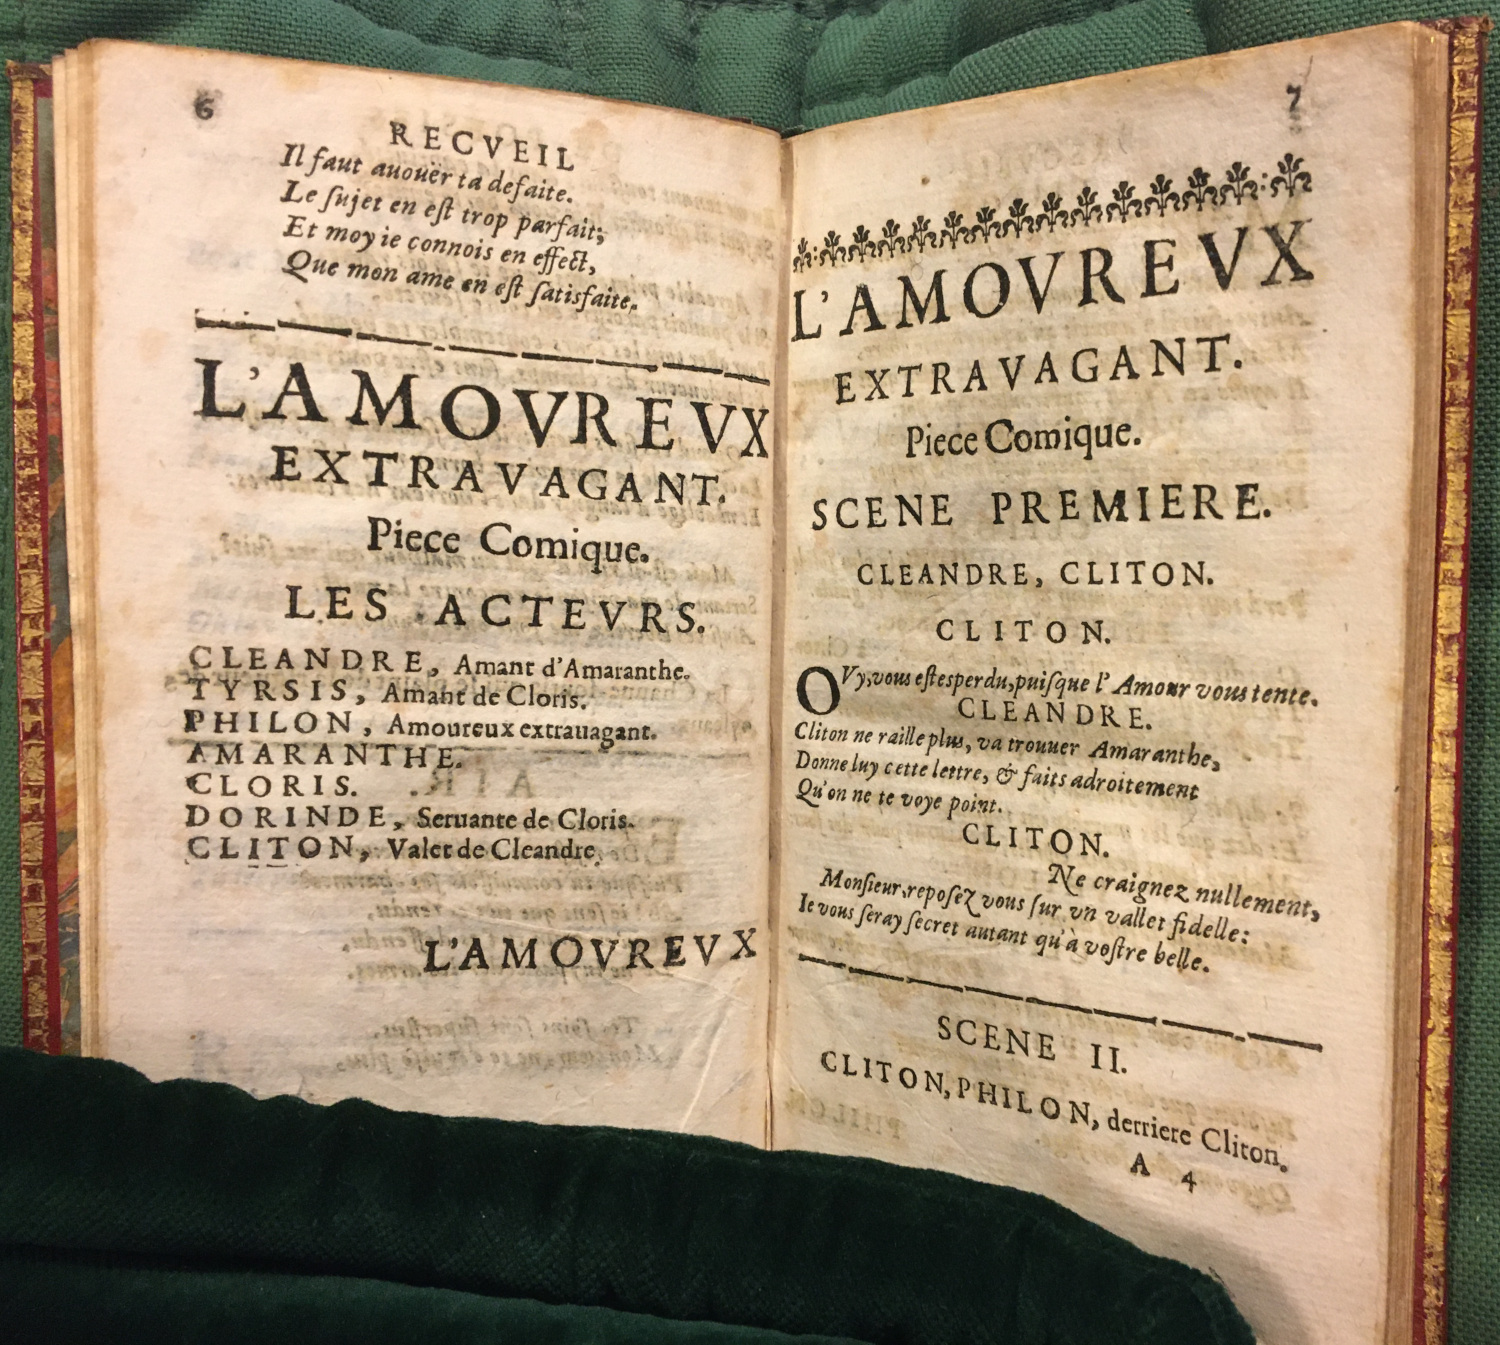 6
RECVEIL
Il faut auouër ta defaite.
Le ſujet en eſt trop parfait;
Et moy ie connois en effect,
Que mon ame en eſt ſatisfaite.
L'AMOVREVX
EXTRAVAGANT.
Piece Comique.
LES ACTEVRS.
CLEANDRE, Amant d'Amaranthe.
TYRSIS, Amant de Cloris.
PHILON, Amoureux extrauagant.
AMARANTHE.
CLORIS.
DORINDE, Seruante de Cloris.
CLITON, Valet de Cleandre.
L'AMOVREVX
7
L'AMOVREVX
EXTRAVAGANT.
Piece Comique.
SCENE PREMIERE.
CLEANDRE, CLITON.
CLITON.
OVy, vous eſtes perdu, puiſque l'Amour vous tente.
CLEANDRE.
Cliton ne raille plus, va trouuer Amaranthe,
Donne luy cette lettre, & faits adroitement
Qu'on ne te voye point.
CLITON.
Ne craignez nullement,
Monſieur, repoſez vous ſur vn vallet fidelle:
Ie vous ſeray ſecret autant qu'à voſtre belle.
SCENE II.
CLITON, PHILON, derriere Cliton.
A 4